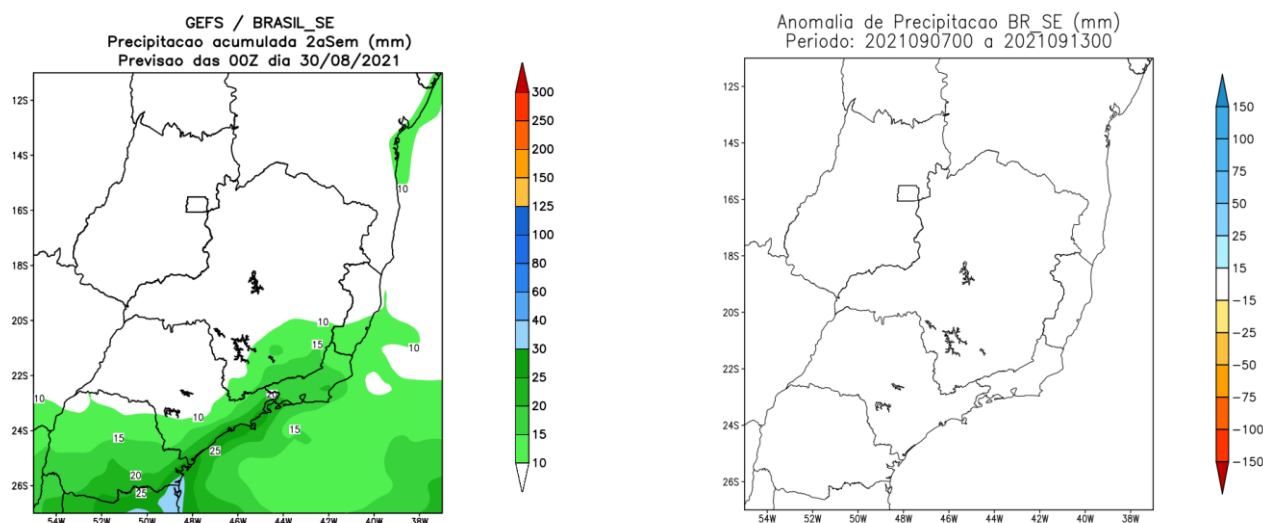 GEFS / BRASIL_SE
Precipitacao acumulada 2aSem (mm)
Previsao das 00Z dia 30/08/2021
12S
14S
16S
18S
20S
22S
24S
26S
54W 52W 50W 48W 46W 44W 42W 40W 38W
10
10
15
10
10
20
10
15
15
25
20
25
300
250
200
150
125
100
80
60
40
30
25
20
15
10
Anomalia de Precipitacao BR_SE (mm)
Periodo: 2021090700 a 2021091300
12S
14S
16S
18S
20S
22S
24S
26S
54W 52W 50W 48W 46W 44W 42W 40W 38W
150
100
75
50
25
15
-15
-25
-50
-75
-100
-150